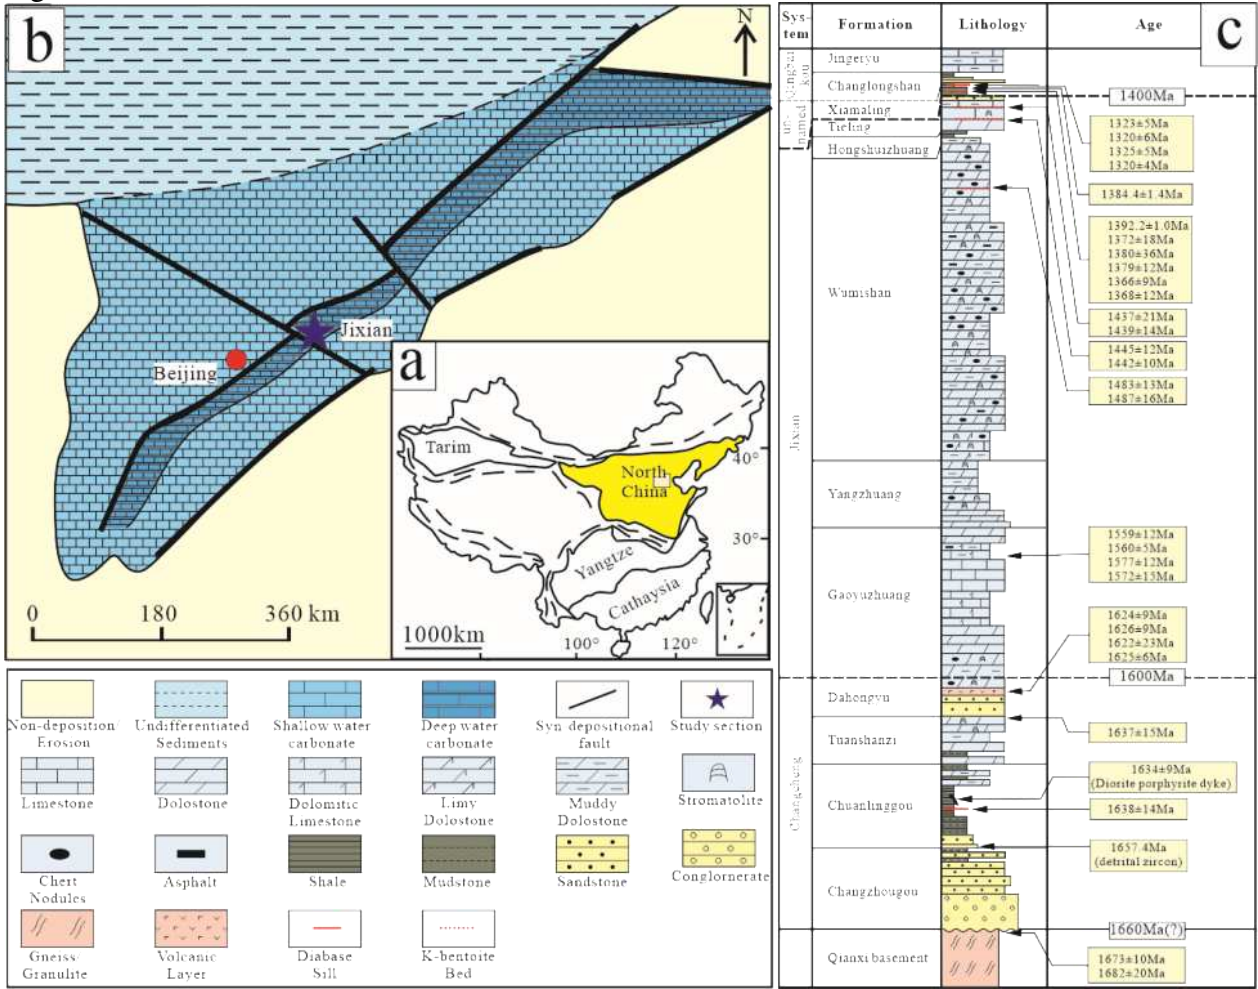 b
N
Jixian
Beijing
0
180
360 km
a
Tarim
North
China
40°
30°
Yangtze
Cathaysia
1000km
100°
120°
Non-deposition
Erosion
Undifferentiated
Sediments
Shallow water
carbonate
Deep water
carbonate
Syn-depositional
fault
Study section
Limestone
Dolostone
Dolomitic
Limestone
Limy
Dolostone
Muddy
Dolostone
Stromatolite
Chert
Nodules
Asphalt
Shale
Mudstone
Sandstone
Conglornerate
Gneiss-
Granulite
Volcanic
Layer
Diabase
Sill
K-bentoite
Bed
c
Sys-
tem
Formation
Lithology
Age
kou
un-
named
Jixian
Changcheng
Jingeryu
Changlongshan
Xiamaling
Tieling
Hongshuizhuang
Wumishan
Yangzhuang
Gaoyuzhuang
Dahongyu
Tuanshanzi
Chuanlinggou
Changzhougou
Qianxi basement
1400Ma
1323±5Ma
1320±6Ma
1325±5Ma
1320±4Ma
1384.4±1.4Ma
1392.2±1.0Ma
1372±18Ma
1380±36Ma
1379±12Ma
1366±9Ma
1368±12Ma
1437±21Ma
1439±14Ma
1445±12Ma
1442±10Ma
1483±13Ma
1487±16Ma
1559±12Ma
1560±5Ma
1577±12Ma
1572±15Ma
1624±9Ma
1626±9Ma
1622±23Ma
1625±6Ma
1600Ma
1637±15Ma
1634±9Ma
(Diorite porphyrite dyke)
1638±14Ma
1657.4Ma
(detrital zircon)
1660Ma(?)
1673±10Ma
1682±20Ma